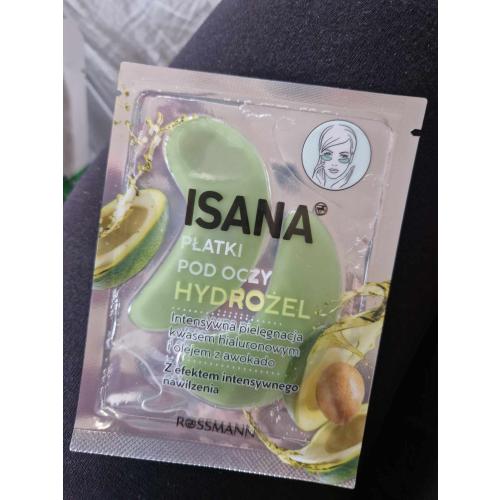 ISANA
PŁATKI
POD OCZY
HYDROŻEL
Intensywna pielęgnacja
kwasem hialuronowym
i olejem z awokado
Z efektem intensywnego
nawilżenia
ROSSMANN